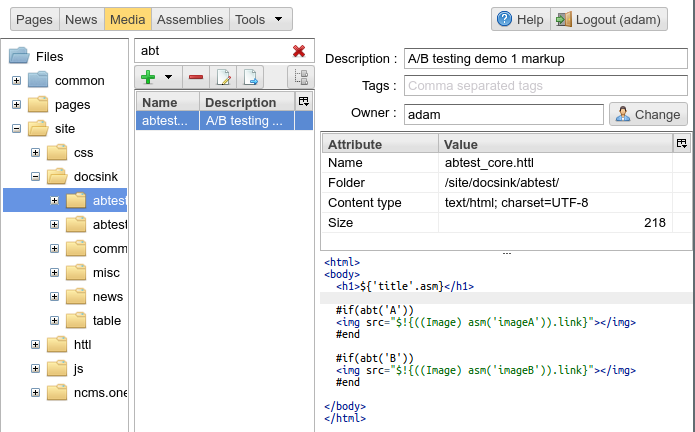 Pages News Media Assemblies Tools Help Logout (adam)
Files
common
pages
site
css
docsink
abtest
abtest
comm
misc
news
table
httl
js
ncms.one
abt
Name Description
abtest... A/B testing ...
Description : A/B testing demo 1 markup
Tags : Comma separated tags
Owner : adam Change
Attribute Value
Name abtest_core.httl
Folder /site/docsink/abtest/
Content type text/html; charset=UTF-8
Size 218
<html>
<body>
<h1>${'title'.asm}</h1>
#if(abt('A'))
<img src="$!{((Image) asm('imageA')).link}"></img>
#end
#if(abt('B'))
<img src="$!{((Image) asm('imageB')).link}"></img>
#end
</body>
</html>